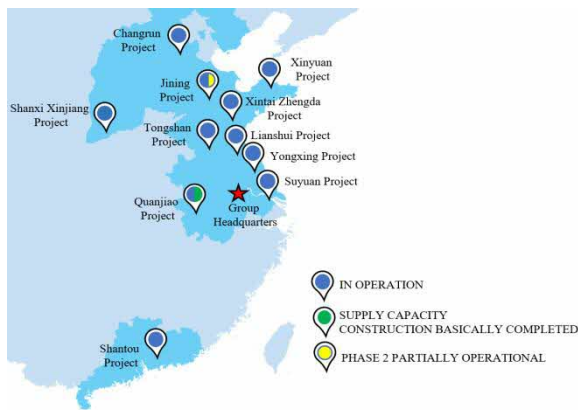 Changrun
Project
Xinyuan
Project
Jining
Project
Xintai Zhengda
Project
Shanxi Xinjiang
Project
Tongshan
Project
Lianshui Project
Yongxing Project
Suyuan Project
Quanjiao
Project
Group
Headquarters
IN OPERATION
SUPPLY CAPACITY
CONSTRUCTION BASICALLY COMPLETED
PHASE 2 PARTIALLY OPERATIONAL
Shantou
Project